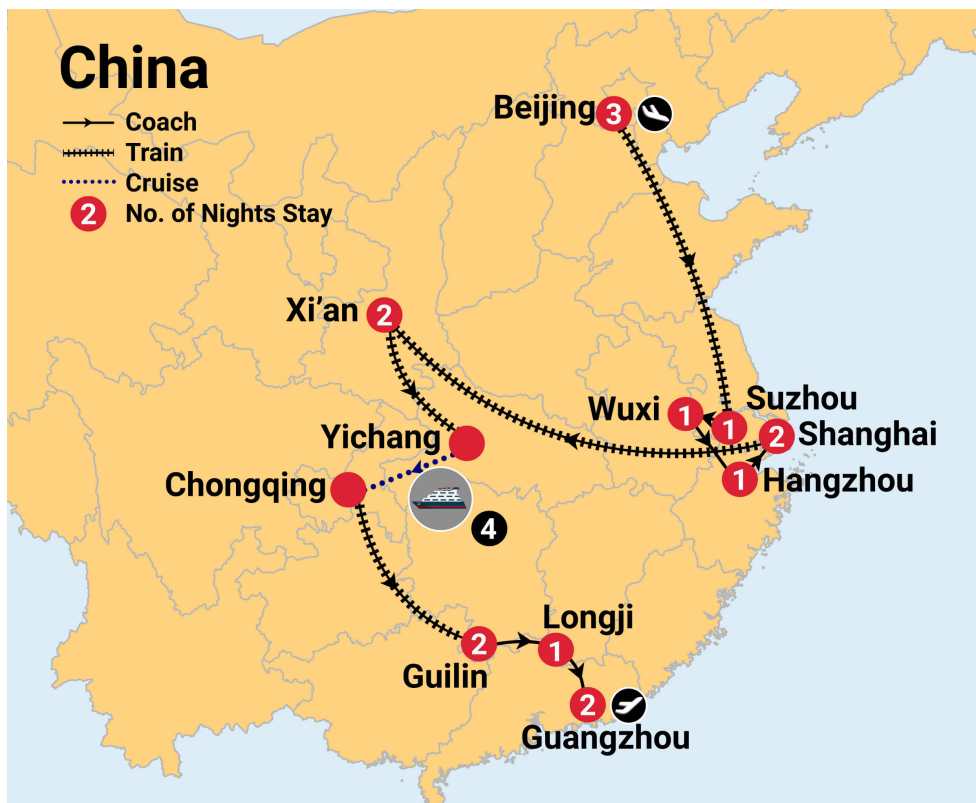 China
Coach
Train
Cruise
2 No. of Nights Stay
Beijing 3
Xi’an 2
Wuxi 1
Suzhou
1
2 Shanghai
Yichang
1 Hangzhou
Chongqing
4
Longji
2
1
Guilin
2
Guangzhou